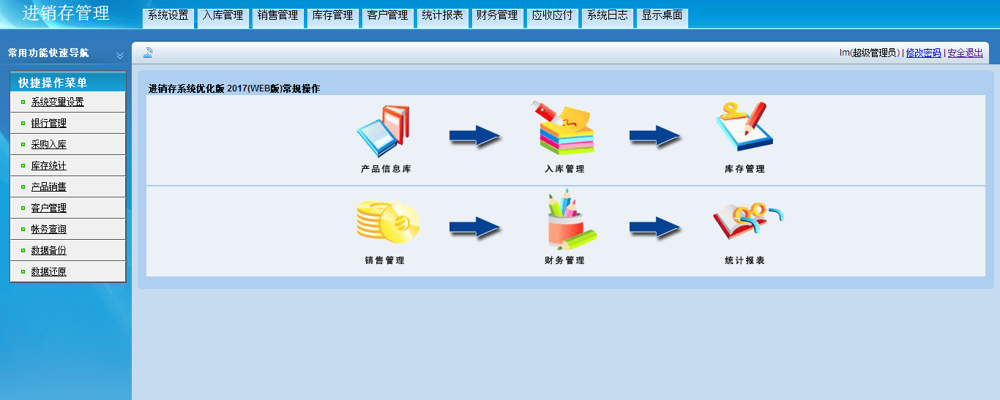 进销存管理
系统设置 入库管理 销售管理 库存管理 客户管理 统计报表 财务管理 应收应付 系统日志 显示桌面
常用功能快速导航
lm(超级管理员) | 修改密码 | 安全退出
快捷操作菜单
系统变量设置
银行管理
采购入库
库存统计
产品销售
客户管理
帐务查询
数据备份
数据还原
进销存系统优化版 2017(WEB版)常规操作
产品信息库 入库管理 库存管理
销售管理 财务管理 统计报表